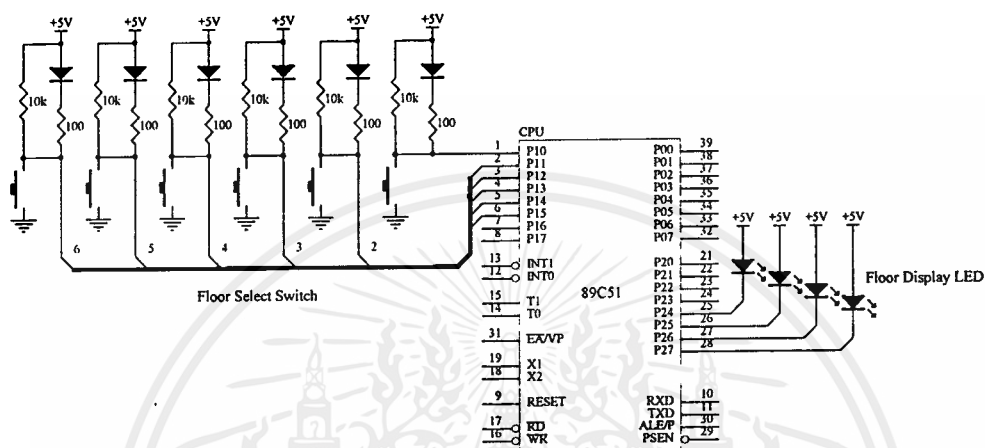 +5V +5V +5V +5V +5V +5V
10k 10k 10k 10k 10k 10k
100 100 100 100 100 100
6 5 4 3 2
Floor Select Switch
CPU
89C51
1 P10
2 P11
3 P12
4 P13
5 P14
6 P15
7 P16
8 P17
13 INT1
12 INT0
15 T1
14 T0
31 EA/VP
19 X1
18 X2
9 RESET
17 RD
16 WR
P00 39
P01 38
P02 37
P03 36
P04 35
P05 34
P06 33
P07 32
P20 21
P21 22
P22 23
P23 24
P24 25
P25 26
P26 27
P27 28
RXD 10
TXD 11
ALE/P 30
PSEN 29
+5V +5V +5V +5V
Floor Display LED